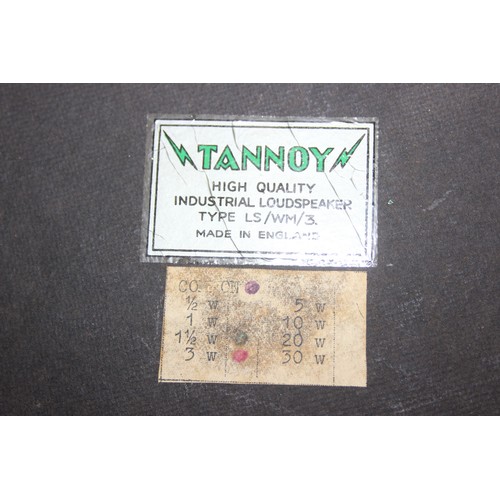 TANNOY
HIGH QUALITY
INDUSTRIAL LOUDSPEAKER
TYPE LS/WM/3.
MADE IN ENGLAND
½ W 5 W
1 W 10 W
1½ W 20 W
3 W 30 W